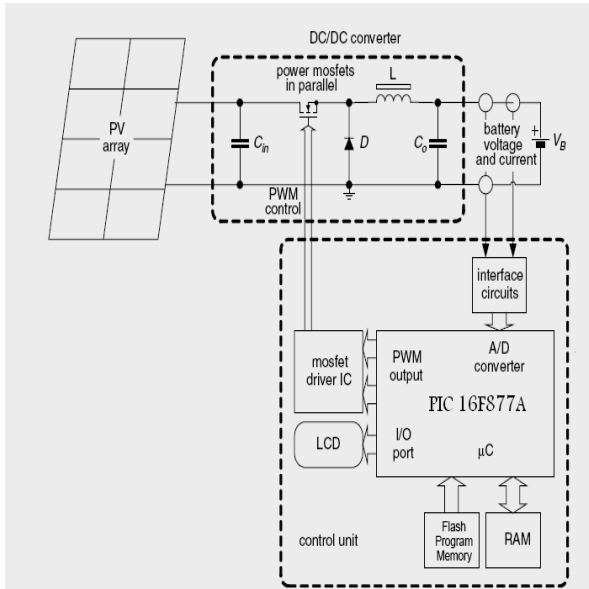 DC/DC converter
power mosfets
in parallel
L
PV
array
Cin
D
Co
battery
voltage
and current
+
VB
PWM
control
interface
circuits
mosfet
driver IC
PWM
output
A/D
converter
PIC 16F877A
LCD
I/O
port
μC
control unit
Flash
Program
Memory
RAM